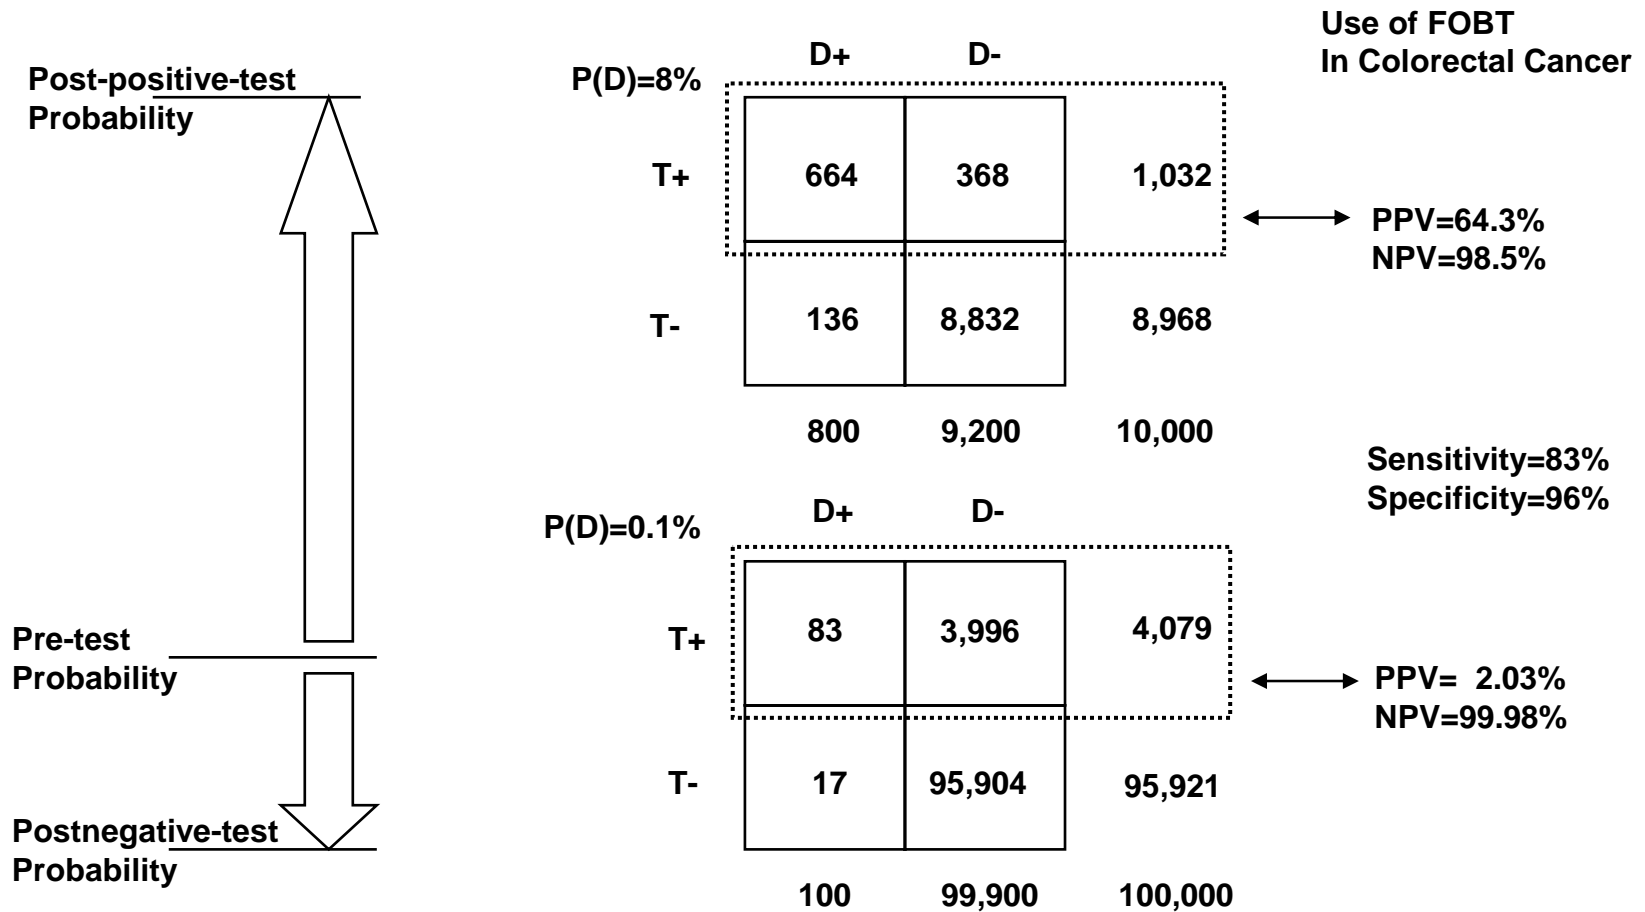 Use of FOBT
In Colorectal Cancer
Post-positive-test
Probability
Pre-test
Probability
Postnegative-test
Probability
P(D)=8%
D+ D-
T+ 664 368 1,032
T- 136 8,832 8,968
800 9,200 10,000
PPV=64.3%
NPV=98.5%
Sensitivity=83%
Specificity=96%
P(D)=0.1%
D+ D-
T+ 83 3,996 4,079
T- 17 95,904 95,921
100 99,900 100,000
PPV= 2.03%
NPV=99.98%